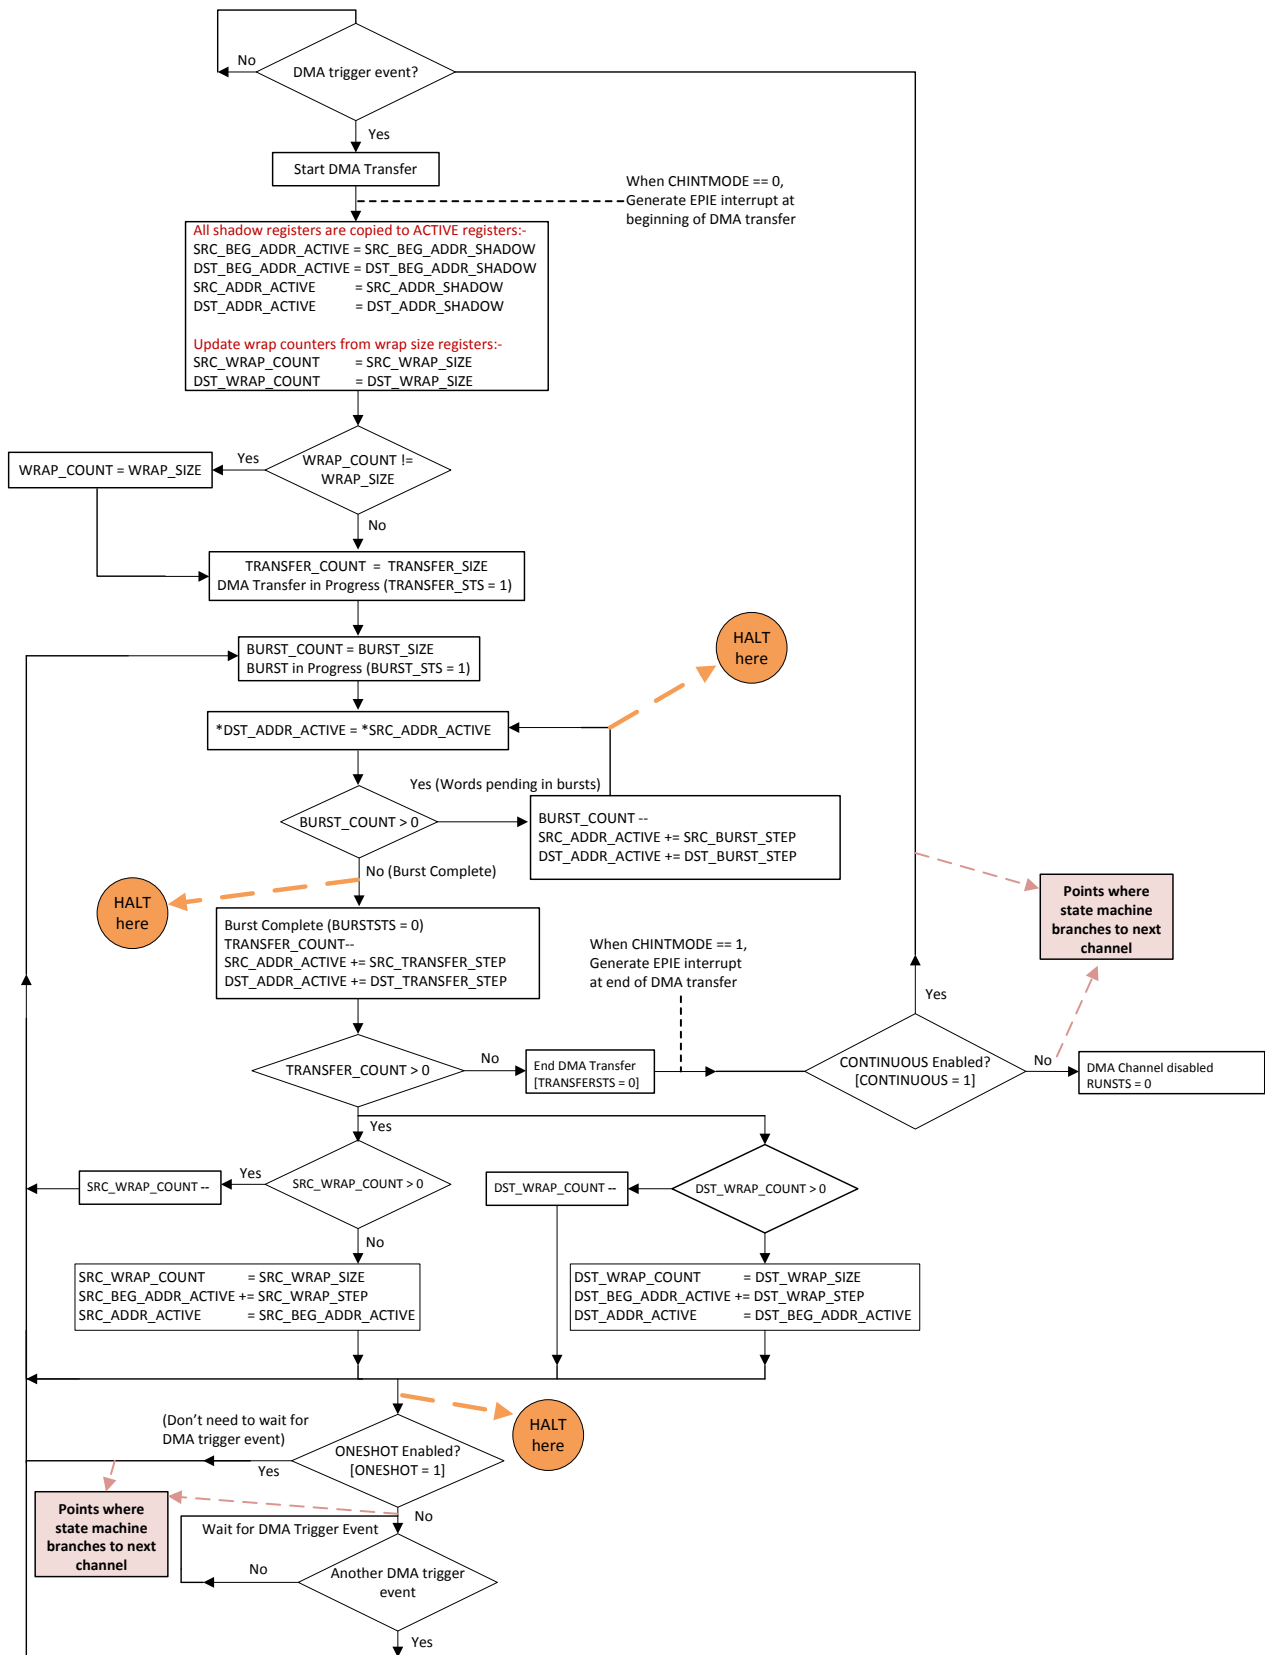 DMA trigger event?
No
Yes
Start DMA Transfer
When CHINTMODE == 0,
Generate EPIE interrupt at
beginning of DMA transfer
All shadow registers are copied to ACTIVE registers:-
SRC_BEG_ADDR_ACTIVE = SRC_BEG_ADDR_SHADOW
DST_BEG_ADDR_ACTIVE = DST_BEG_ADDR_SHADOW
SRC_ADDR_ACTIVE = SRC_ADDR_SHADOW
DST_ADDR_ACTIVE = DST_ADDR_SHADOW
Update wrap counters from wrap size registers:-
SRC_WRAP_COUNT = SRC_WRAP_SIZE
DST_WRAP_COUNT = DST_WRAP_SIZE
WRAP_COUNT !=
WRAP_SIZE
Yes
WRAP_COUNT = WRAP_SIZE
No
TRANSFER_COUNT = TRANSFER_SIZE
DMA Transfer in Progress (TRANSFER_STS = 1)
BURST_COUNT = BURST_SIZE
BURST in Progress (BURST_STS = 1)
HALT
here
*DST_ADDR_ACTIVE = *SRC_ADDR_ACTIVE
Yes (Words pending in bursts)
BURST_COUNT > 0
BURST_COUNT --
SRC_ADDR_ACTIVE += SRC_BURST_STEP
DST_ADDR_ACTIVE += DST_BURST_STEP
No (Burst Complete)
HALT
here
Points where
state machine
branches to next
channel
Burst Complete (BURSTSTS = 0)
TRANSFER_COUNT--
SRC_ADDR_ACTIVE += SRC_TRANSFER_STEP
DST_ADDR_ACTIVE += DST_TRANSFER_STEP
When CHINTMODE == 1,
Generate EPIE interrupt
at end of DMA transfer
Yes
TRANSFER_COUNT > 0
No
End DMA Transfer
[TRANSFERSTS = 0]
CONTINUOUS Enabled?
[CONTINUOUS = 1]
No
DMA Channel disabled
RUNSTS = 0
Yes
SRC_WRAP_COUNT > 0
Yes
SRC_WRAP_COUNT --
DST_WRAP_COUNT --
DST_WRAP_COUNT > 0
No
SRC_WRAP_COUNT = SRC_WRAP_SIZE
SRC_BEG_ADDR_ACTIVE += SRC_WRAP_STEP
SRC_ADDR_ACTIVE = SRC_BEG_ADDR_ACTIVE
DST_WRAP_COUNT = DST_WRAP_SIZE
DST_BEG_ADDR_ACTIVE += DST_WRAP_STEP
DST_ADDR_ACTIVE = DST_BEG_ADDR_ACTIVE
(Don't need to wait for
DMA trigger event)
HALT
here
ONESHOT Enabled?
[ONESHOT = 1]
Yes
Points where
state machine
branches to next
channel
No
Wait for DMA Trigger Event
No
Another DMA trigger
event
Yes